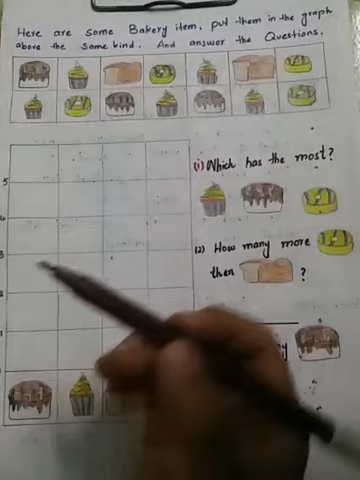 Here are some Bakery item, put them in the graph
above the same kind. And answer the Questions.
(1) Which has the most?
5
4
3
2
1
(2) How many more
then ?